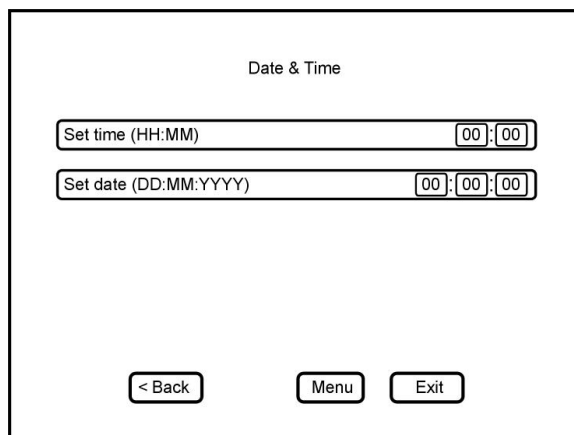 Date & Time
Set time (HH:MM) 00:00
Set date (DD:MM:YYYY) 00:00:00
< Back Menu Exit